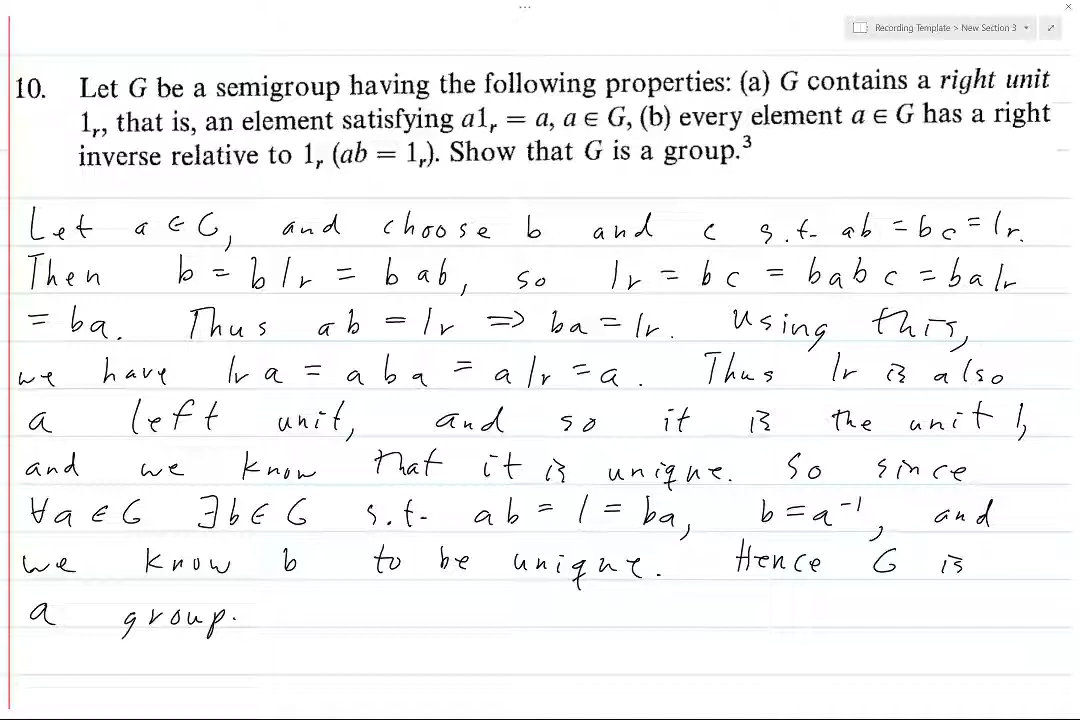 Recording Template > New Section 3
10. Let G be a semigroup having the following properties: (a) G contains a right unit
1ᵣ, that is, an element satisfying a1ᵣ = a, a ∈ G, (b) every element a ∈ G has a right
inverse relative to 1ᵣ (ab = 1ᵣ). Show that G is a group.³
Let a ∈ G, and choose b and c s.t. ab = bc = 1r.
Then b = b1r = bab, so 1r = bc = babc = ba1r
= ba. Thus ab = 1r => ba = 1r. Using this,
we have 1ra = aba = a1r = a. Thus 1r is also
a left unit, and so it is the unit 1,
and we know that it is unique. So since
∀a ∈ G ∃b ∈ G s.t. ab = 1 = ba, b = a⁻¹, and
we know b to be unique. Hence G is
a group.